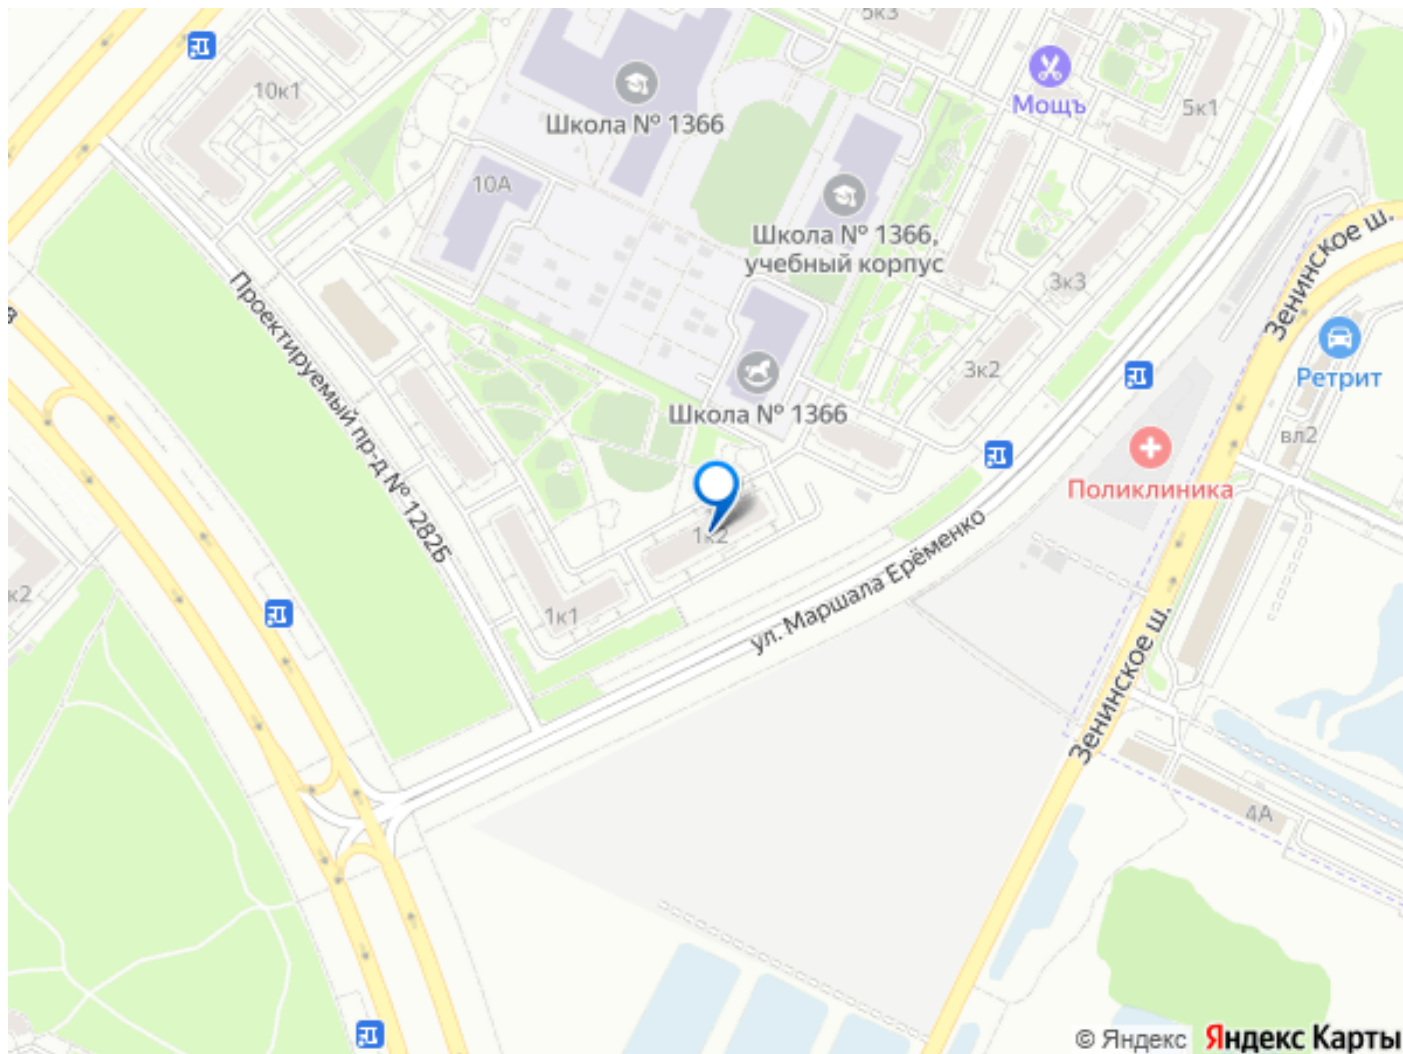 5к3
10к1
Мощъ
5к1
Школа № 1366
10А
Школа № 1366,
учебный корпус
Зенинское ш.
3к3
Проектируемый пр-д № 1282Б
Ретрит
3к2
Школа № 1366
вл2
Поликлиника
1к2
ул. Маршала Ерёменко
к2
1к1
Зенинское ш.
4А
© Яндекс Яндекс Карты